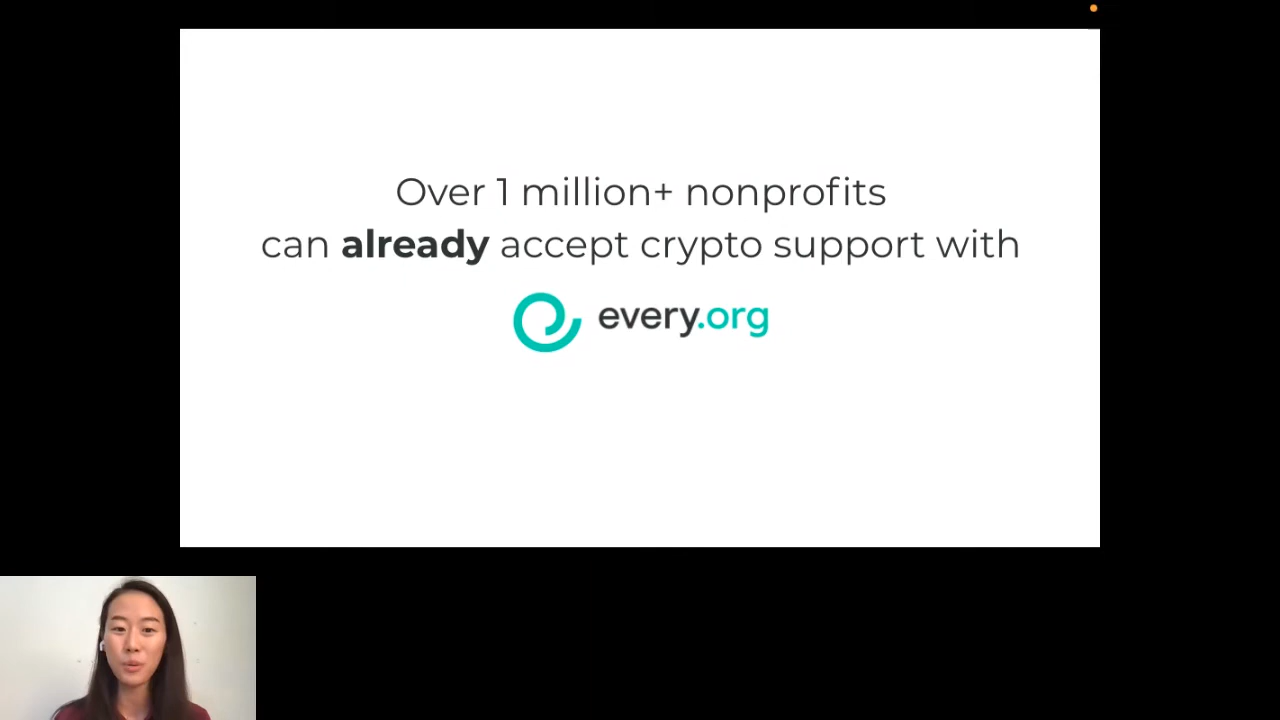 Over 1 million+ nonprofits
can already accept crypto support with
every.org